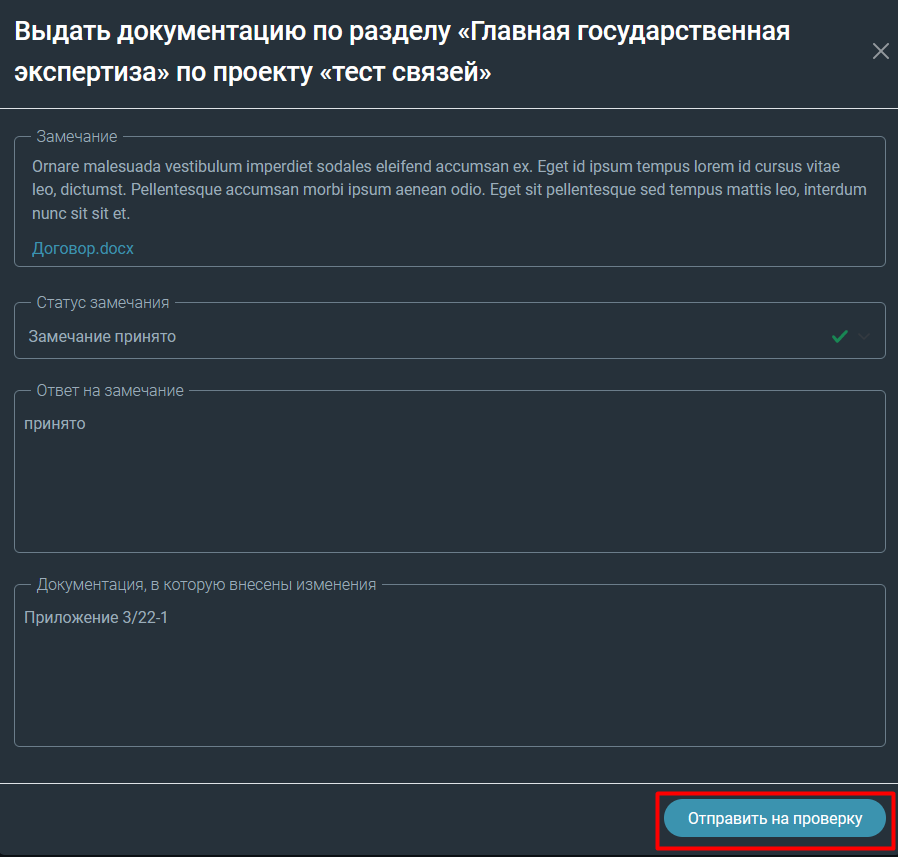 Выдать документацию по разделу «Главная государственная
экспертиза» по проекту «тест связей»
Замечание
Ornare malesuada vestibulum imperdiet sodales eleifend accumsan ex. Eget id ipsum tempus lorem id cursus vitae
leo, dictumst. Pellentesque accumsan morbi ipsum aenean odio. Eget sit pellentesque sed tempus mattis leo, interdum
nunc sit sit et.
Договор.docx
Статус замечания
Замечание принято
Ответ на замечание
принято
Документация, в которую внесены изменения
Приложение 3/22-1
Отправить на проверку